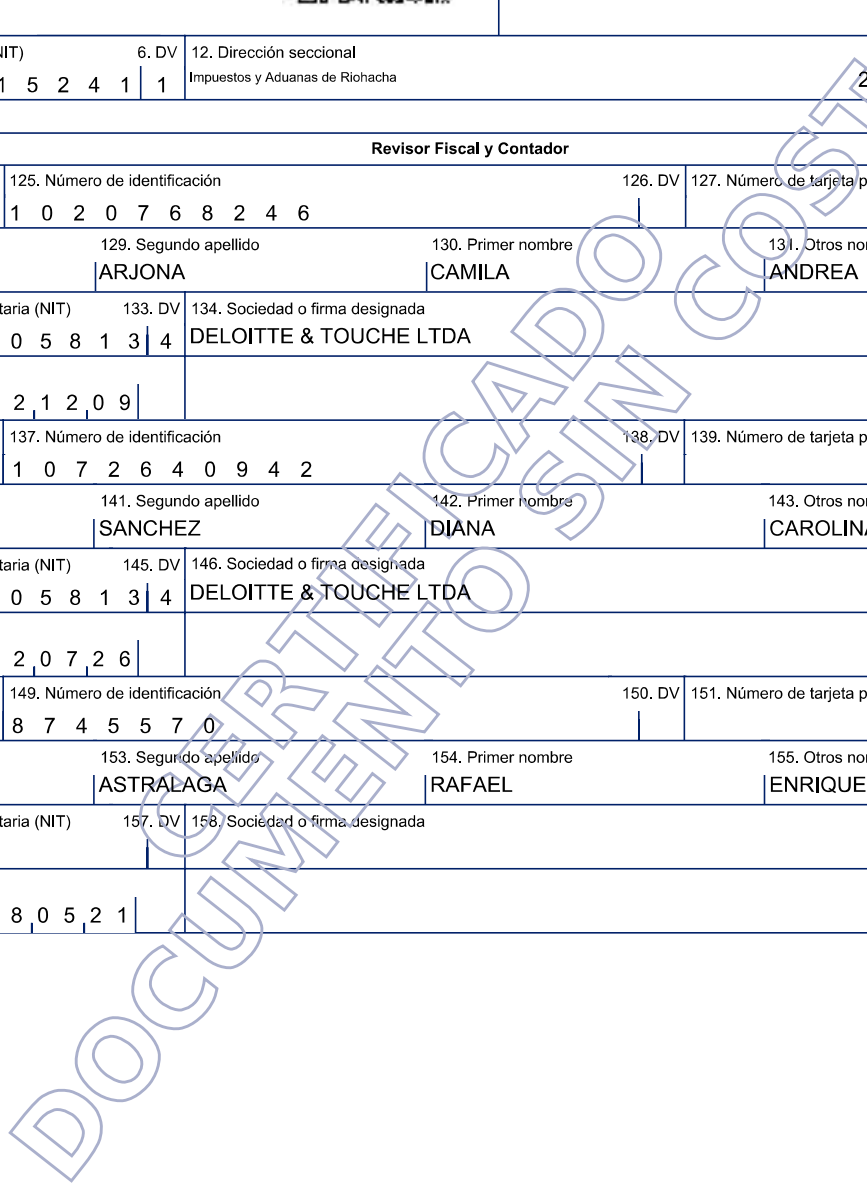 NIT) 6. DV 12. Dirección seccional
1 5 2 4 1 1 Impuestos y Aduanas de Riohacha 2
Revisor Fiscal y Contador
125. Número de identificación 126. DV 127. Número de tarjeta p
1 0 2 0 7 6 8 2 4 6
129. Segundo apellido 130. Primer nombre 131. Otros nom
ARJONA CAMILA ANDREA
taria (NIT) 133. DV 134. Sociedad o firma designada
0 5 8 1 3 4 DELOITTE & TOUCHE LTDA
2 1 2 0 9
137. Número de identificación 138. DV 139. Número de tarjeta p
1 0 7 2 6 4 0 9 4 2
141. Segundo apellido 142. Primer nombre 143. Otros nom
SANCHEZ DIANA CAROLINA
taria (NIT) 145. DV 146. Sociedad o firma designada
0 5 8 1 3 4 DELOITTE & TOUCHE LTDA
2 0 7 2 6
149. Número de identificación 150. DV 151. Número de tarjeta p
8 7 4 5 5 7 0
153. Segundo apellido 154. Primer nombre 155. Otros nom
ASTRALAGA RAFAEL ENRIQUE
taria (NIT) 157. DV 158. Sociedad o firma designada
8 0 5 2 1
CERTIFICADO
DOCUMENTO SIN COST